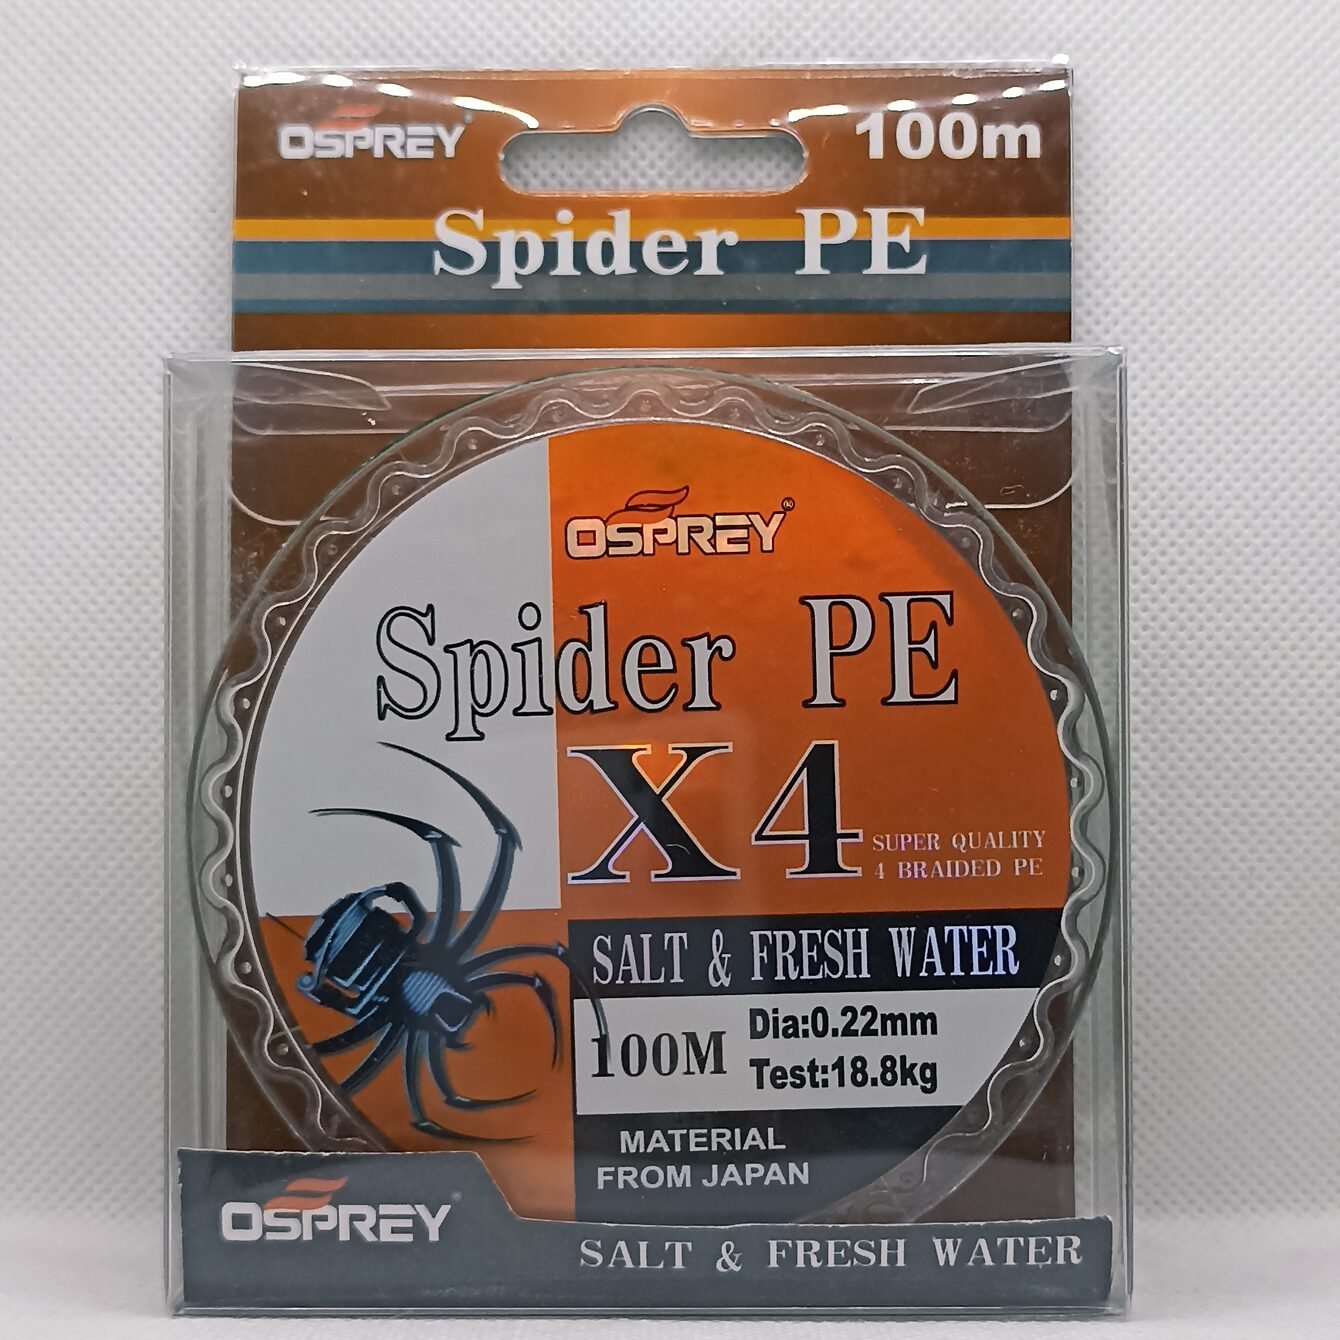 OSPREY
100m
Spider PE
OSPREY®
Spider PE
X4
SUPER QUALITY
4 BRAIDED PE
SALT & FRESH WATER
100M
Dia:0.22mm
Test:18.8kg
MATERIAL
FROM JAPAN
OSPREY
SALT & FRESH WATER